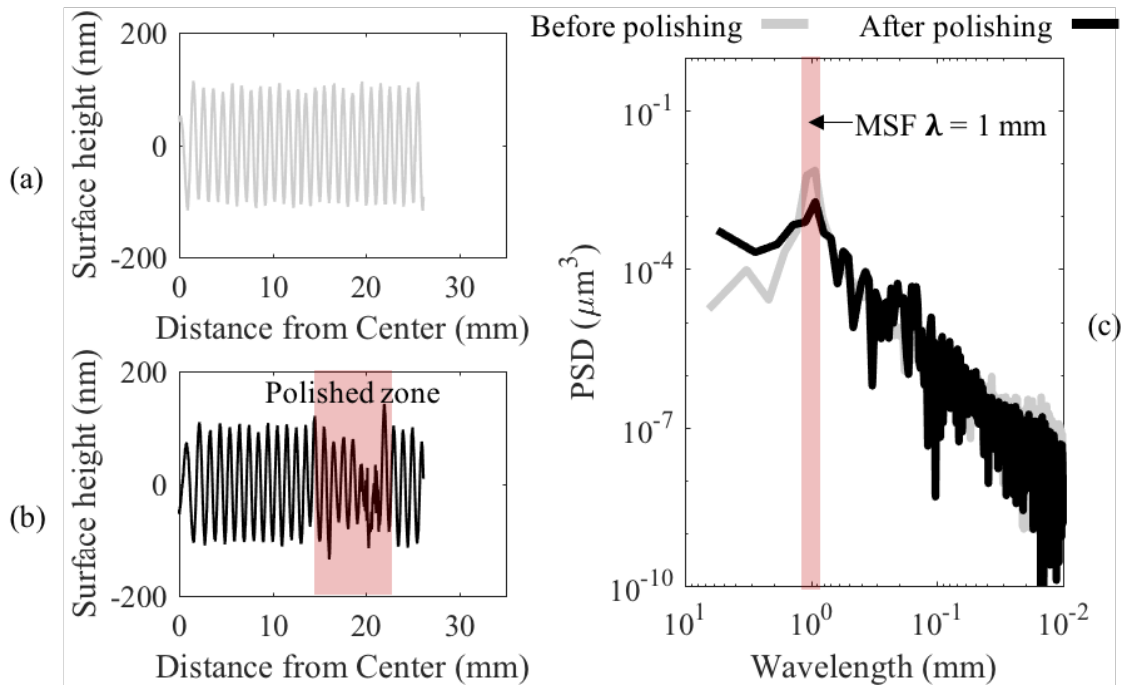 (a)
Surface height (nm)
200
0
-200
0 10 20 30
Distance from Center (mm)
(b)
Surface height (nm)
200
0
-200
Polished zone
0 10 20 30
Distance from Center (mm)
Before polishing After polishing
MSF λ = 1 mm
PSD (μm³)
10⁻¹
10⁻⁴
10⁻⁷
10⁻¹⁰
10¹ 10⁰ 10⁻¹ 10⁻²
Wavelength (mm)
(c)